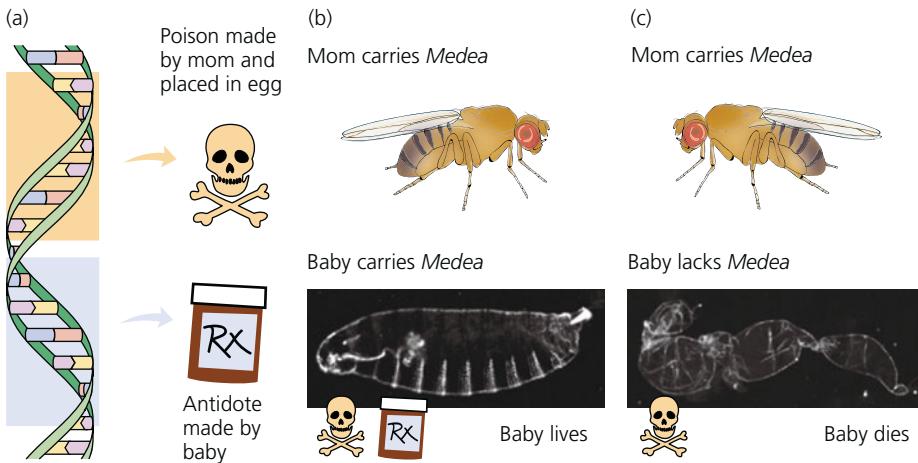 (a)
Poison made
by mom and
placed in egg
Rx
Antidote
made by
baby
(b)
Mom carries Medea
Baby carries Medea
Rx
Baby lives
(c)
Mom carries Medea
Baby lacks Medea
Baby dies